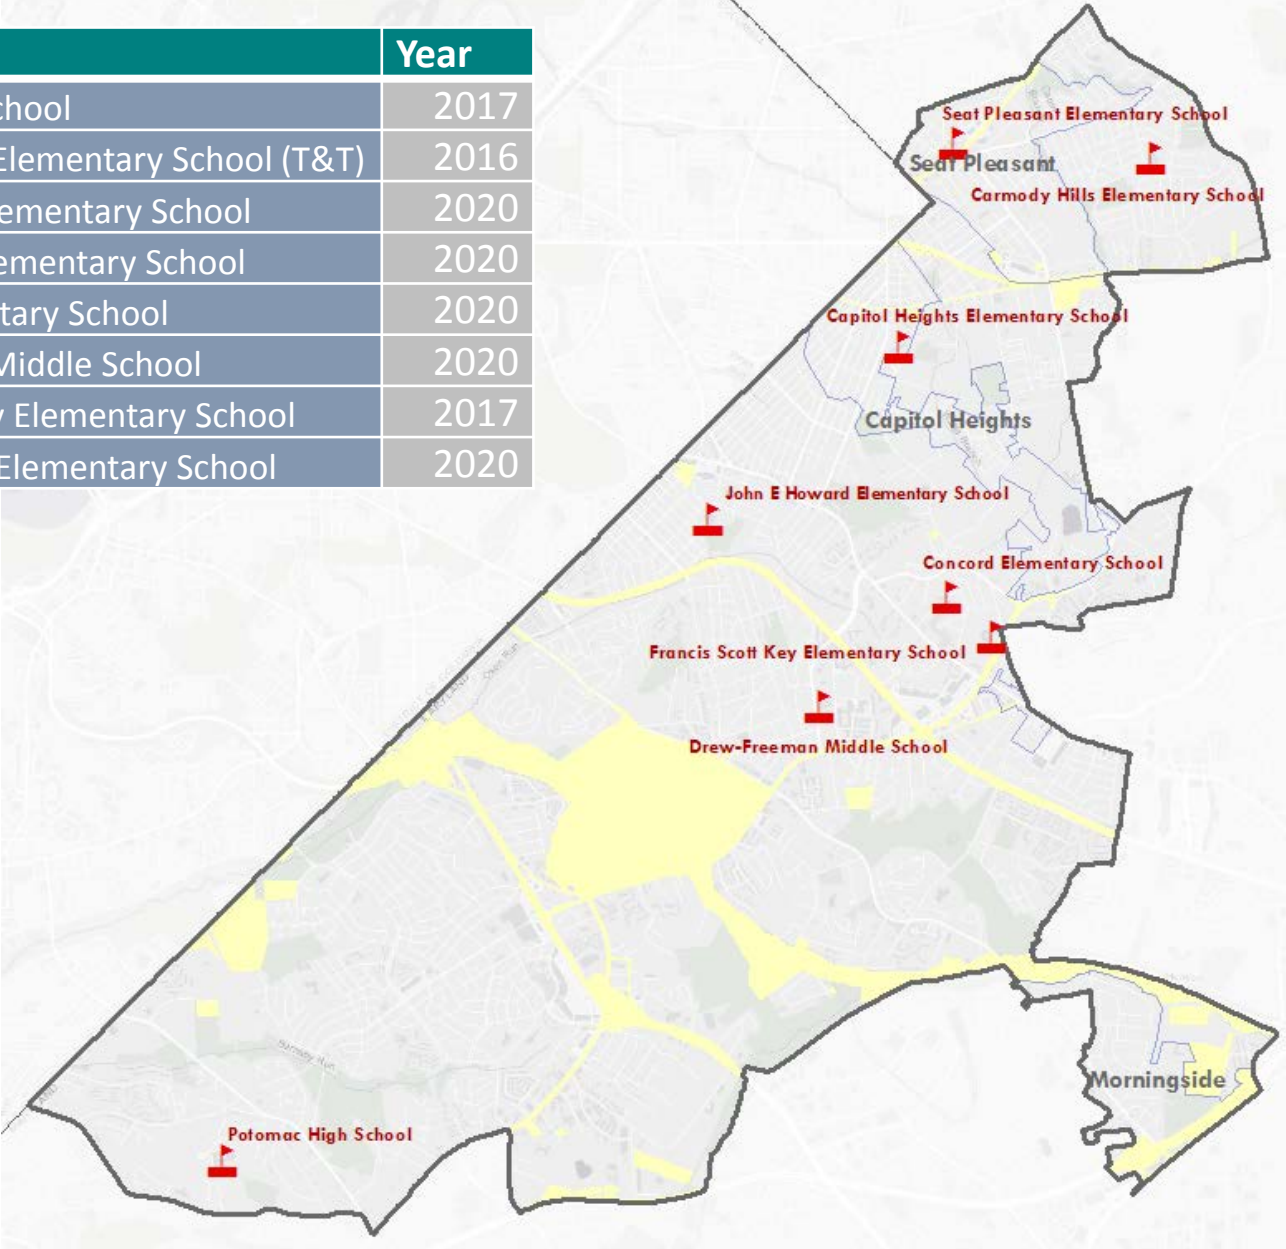 Year
chool 2017
Elementary School (T&T) 2016
ementary School 2020
ementary School 2020
tary School 2020
Middle School 2020
y Elementary School 2017
Elementary School 2020
Seat Pleasant Elementary School
Seat Pleasant
Carmody Hills Elementary School
Capitol Heights Elementary School
Capitol Heights
John E Howard Elementary School
Concord Elementary School
Francis Scott Key Elementary School
Drew-Freeman Middle School
Morningside
Potomac High School